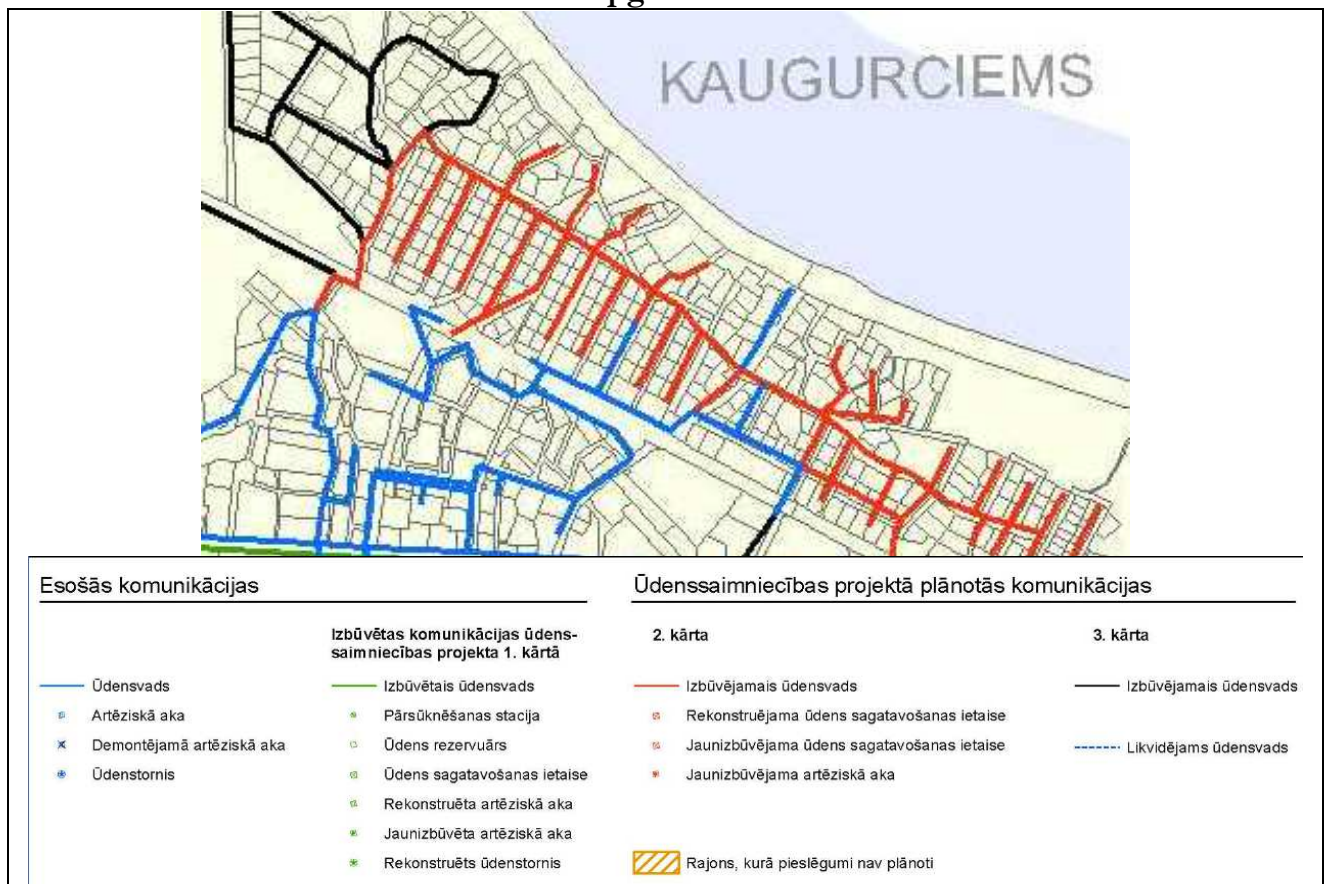 KAUGURCIEMS
Esošās komunikācijas
Ūdensvads
Artēziskā aka
Demontējamā artēziskā aka
Ūdenstornis
Izbūvētas komunikācijas ūdens-
saimniecības projekta 1. kārtā
Izbūvētais ūdensvads
Pārsūknēšanas stacija
Ūdens rezervuārs
Ūdens sagatavošanas ietaise
Rekonstruēta artēziskā aka
Jaunizbūvēta artēziskā aka
Rekonstruēts ūdenstornis
Ūdenssaimniecības projektā plānotās komunikācijas
2. kārta
Izbūvējamais ūdensvads
Rekonstruējama ūdens sagatavošanas ietaise
Jaunizbūvējama ūdens sagatavošanas ietaise
Jaunizbūvējama artēziskā aka
Rajons, kurā pieslēgumi nav plānoti
3. kārta
Izbūvējamais ūdensvads
Likvidējams ūdensvads